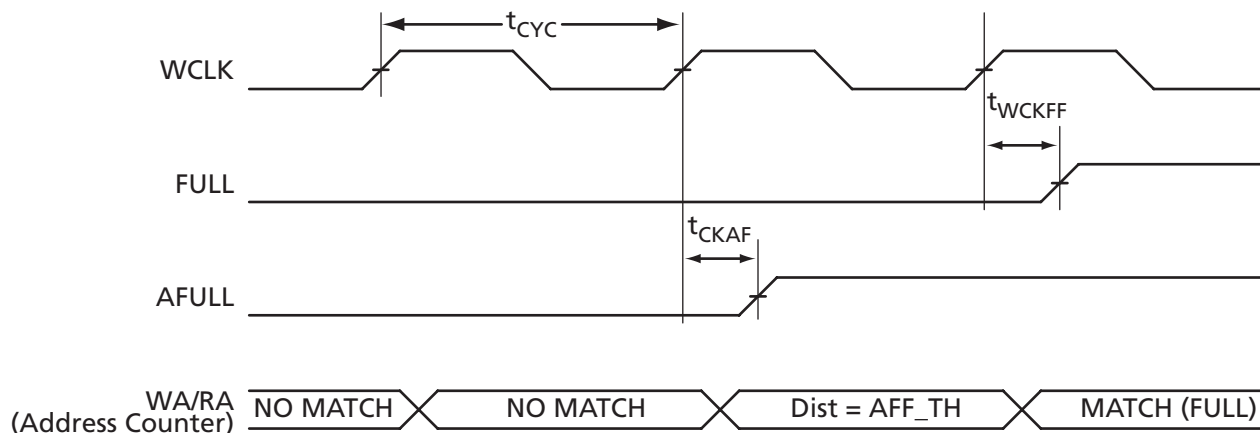 tCYC
WCLK
tWCKFF
FULL
tCKAF
AFULL
WA/RA
(Address Counter)
NO MATCH
NO MATCH
Dist = AFF_TH
MATCH (FULL)